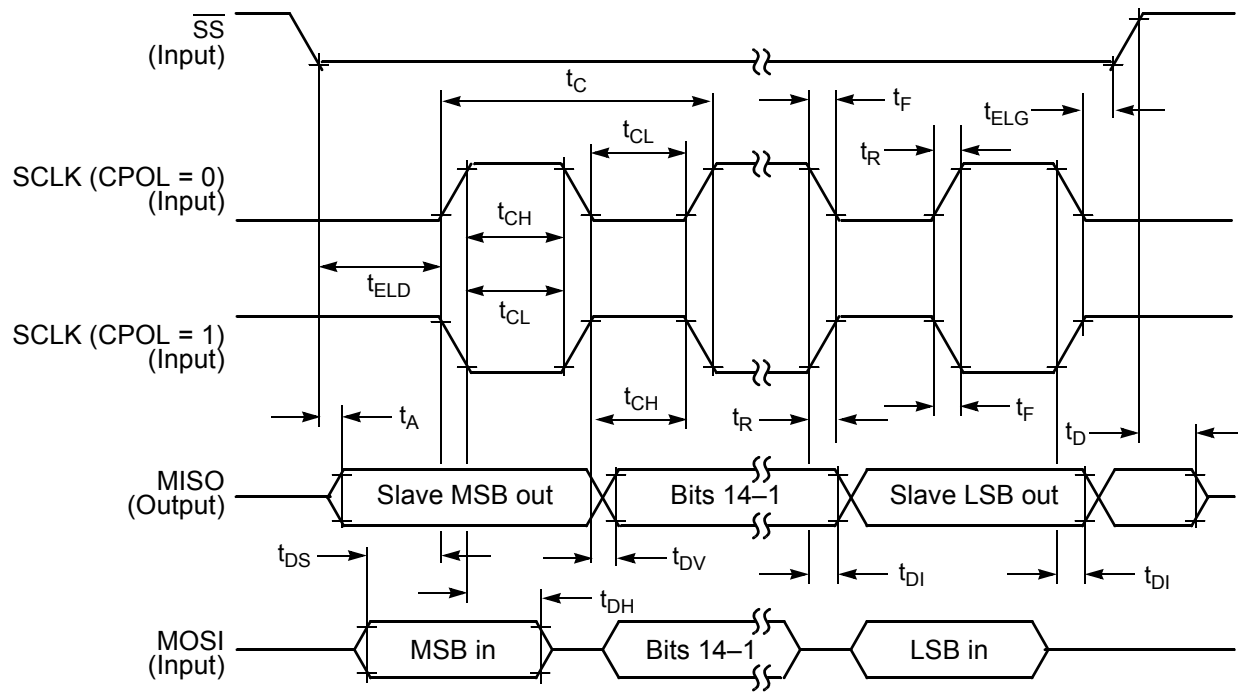 SS
(Input)
tC
tF
tELG
tCL
tR
SCLK (CPOL = 0)
(Input)
tCH
tELD
tCL
SCLK (CPOL = 1)
(Input)
tA
tCH
tR
tF
tD
MISO
(Output)
Slave MSB out
Bits 14–1
Slave LSB out
tDS
tDV
tDI
tDI
tDH
MOSI
(Input)
MSB in
Bits 14–1
LSB in